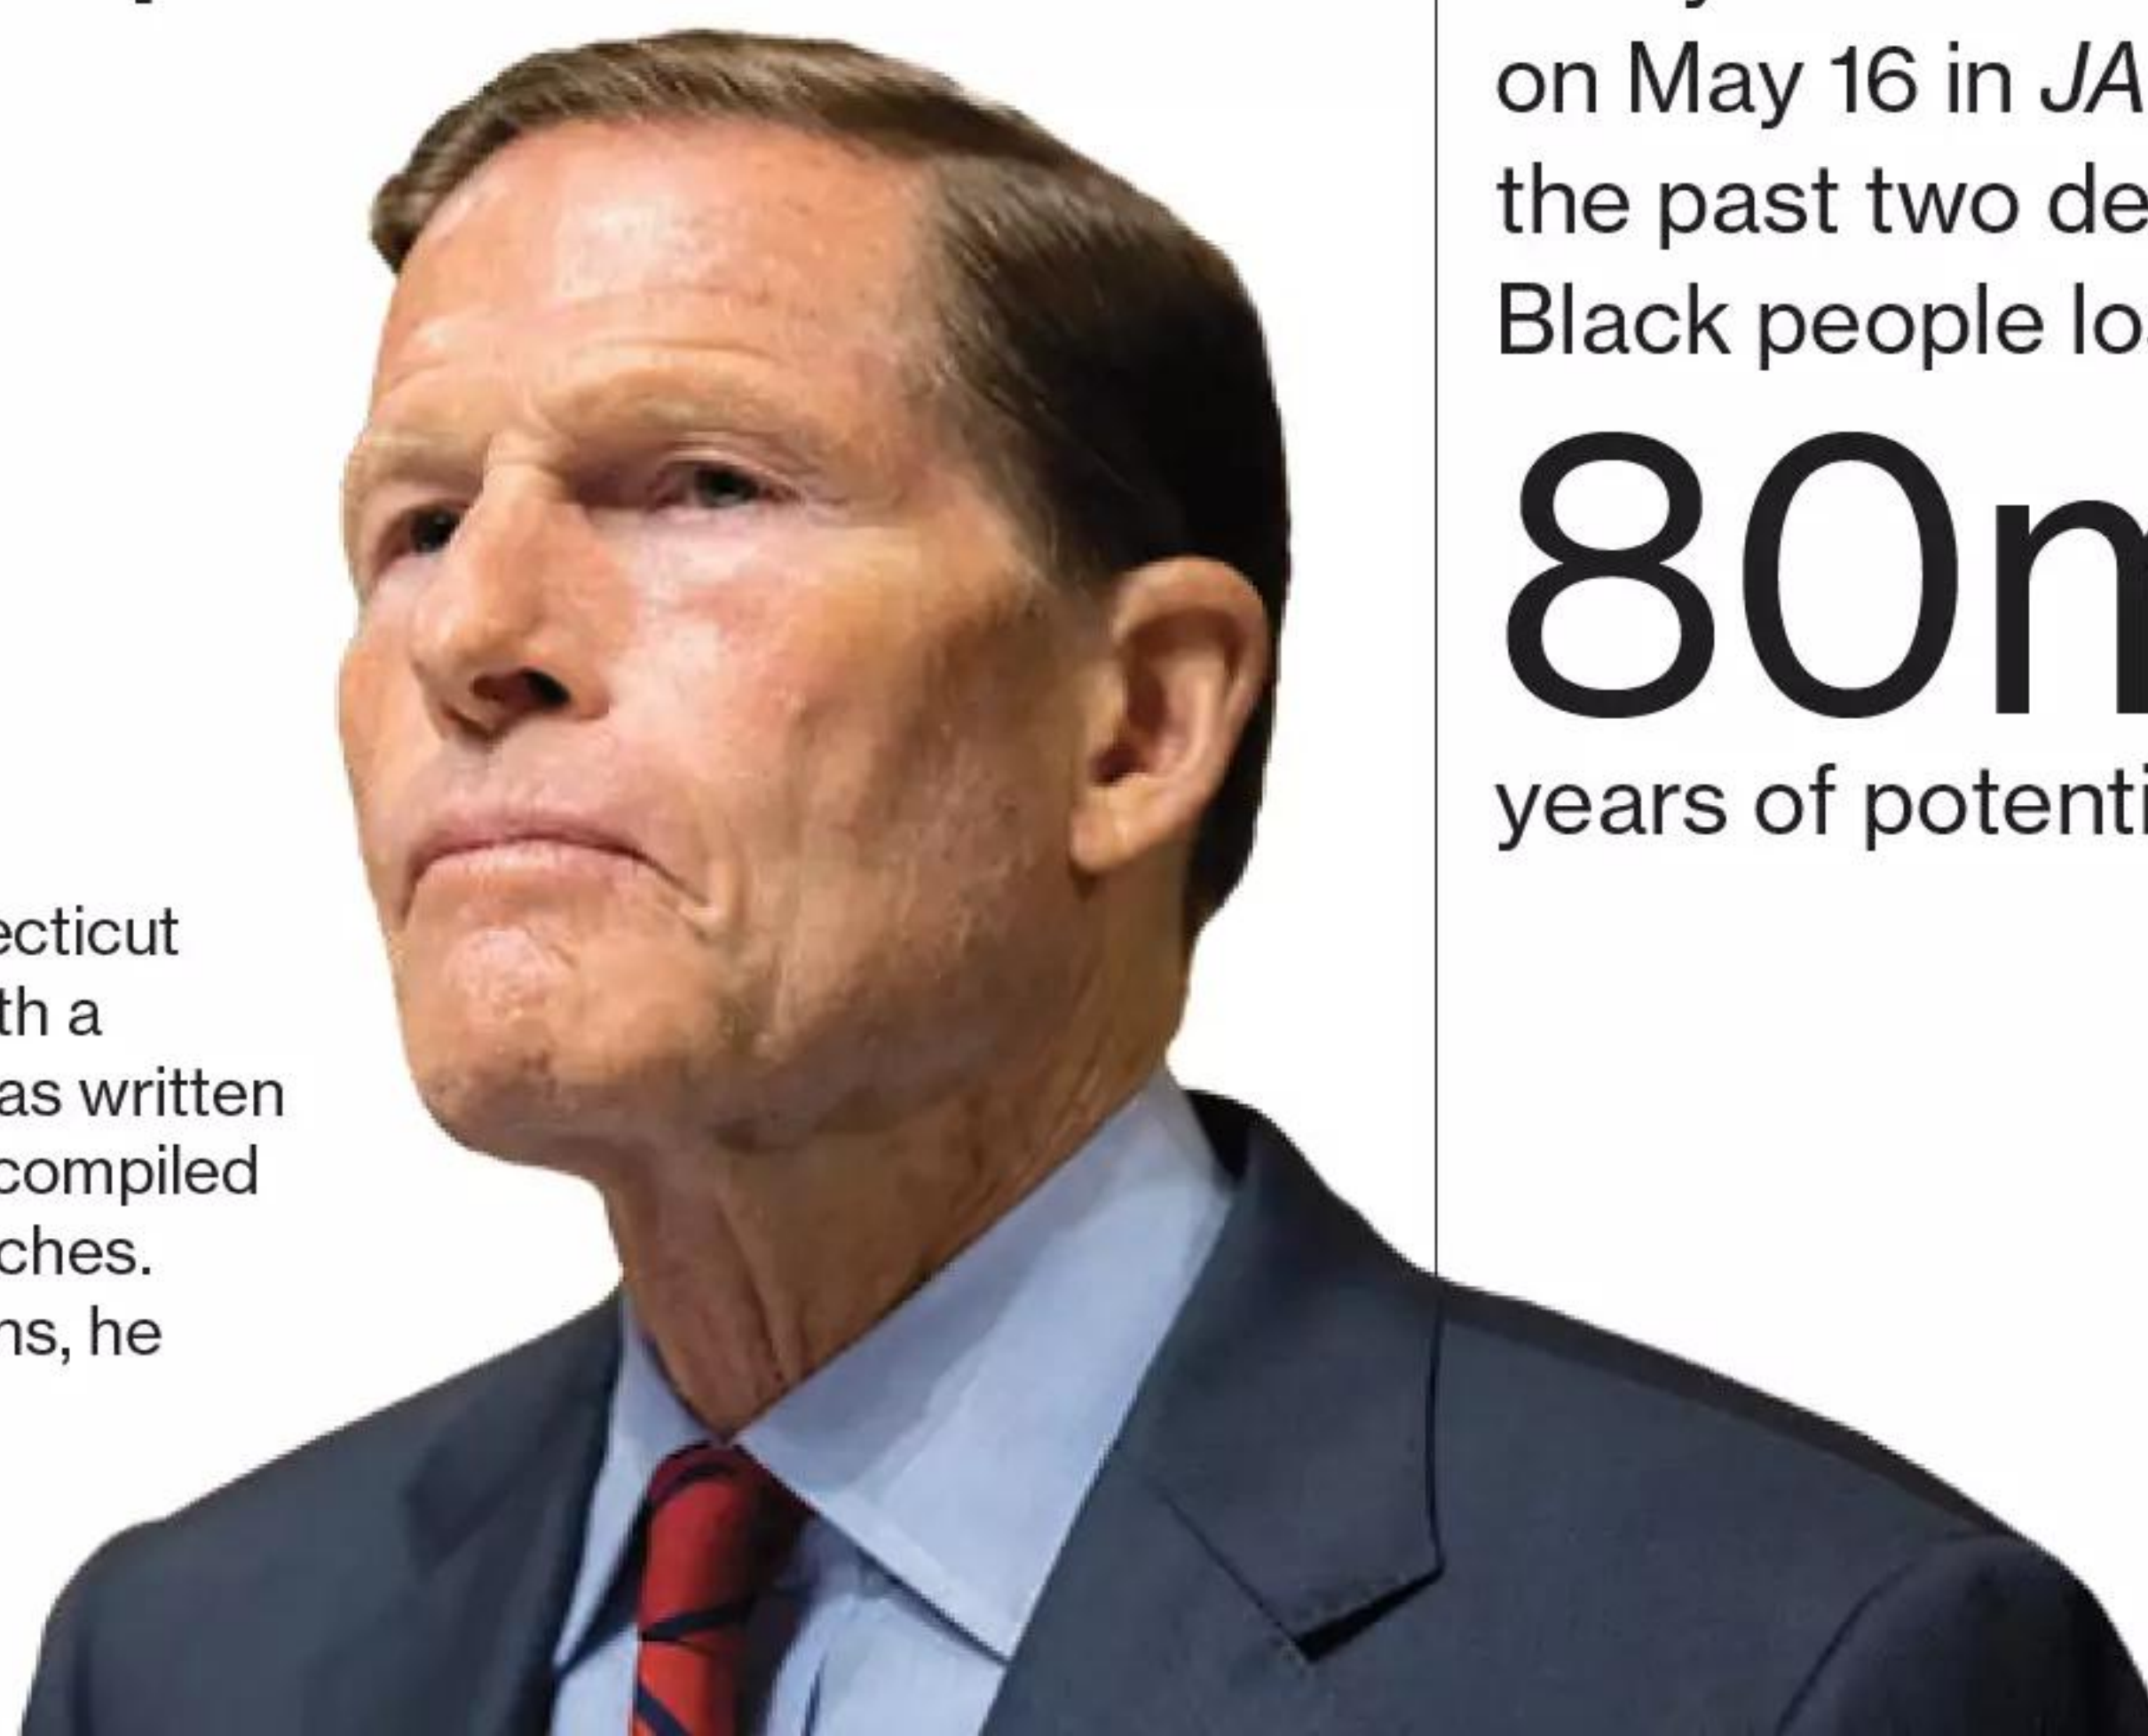 ecticut
th a
as written
compiled
ches.
ns, he
on May 16 in JA
the past two de
Black people lo
80m
years of potenti